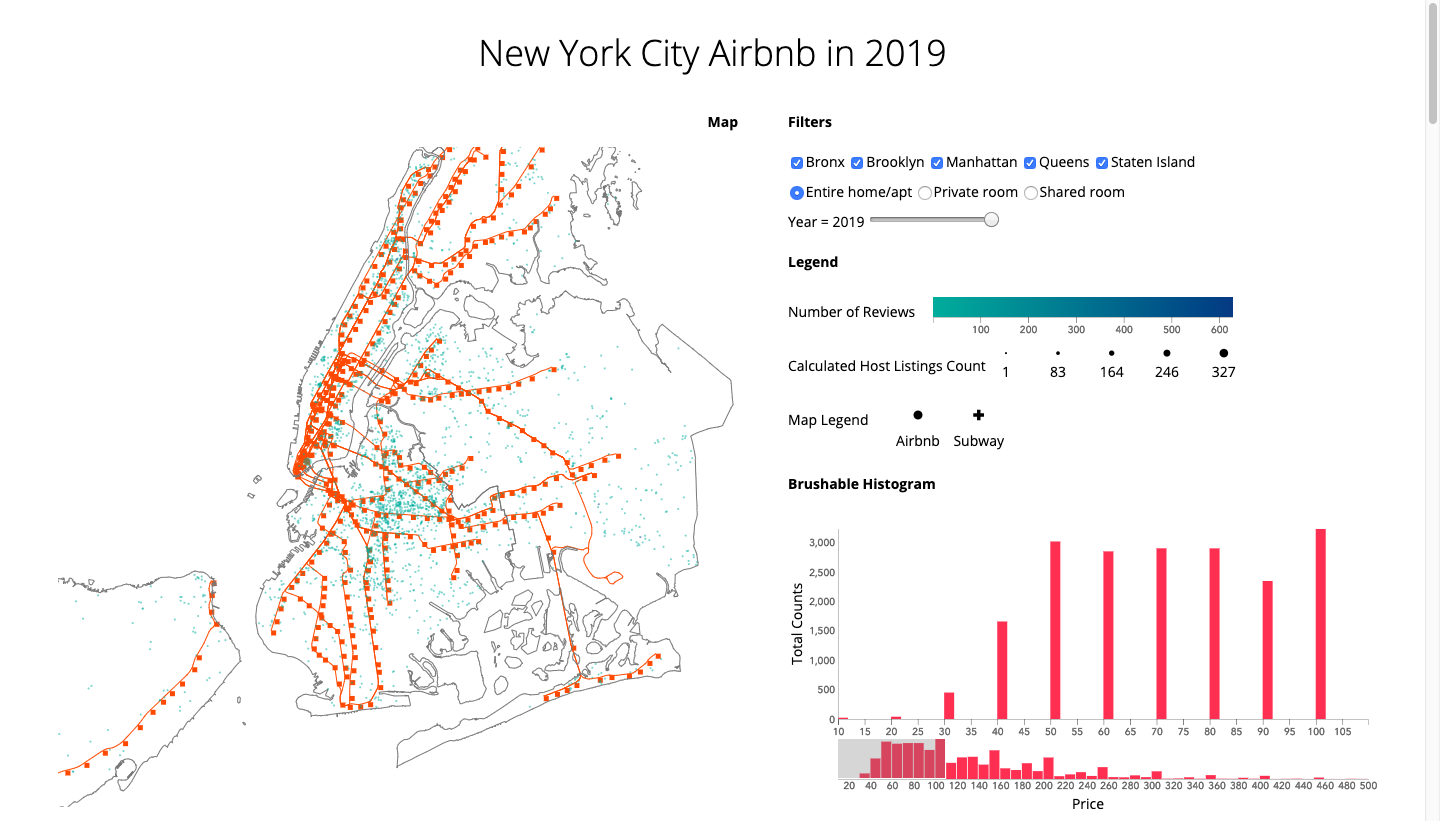 New York City Airbnb in 2019
Map
Filters
Bronx Brooklyn Manhattan Queens Staten Island
Entire home/apt Private room Shared room
Year = 2019
Legend
Number of Reviews
100 200 300 400 500 600
Calculated Host Listings Count
1 83 164 246 327
Map Legend
Airbnb Subway
Brushable Histogram
3,000
2,500
2,000
1,500
1,000
500
0
Total Counts
10 15 20 25 30 35 40 45 50 55 60 65 70 75 80 85 90 95 100 105
20 40 60 80 100 120 140 160 180 200 220 240 260 280 300 320 340 360 380 400 420 440 460 480 500
Price